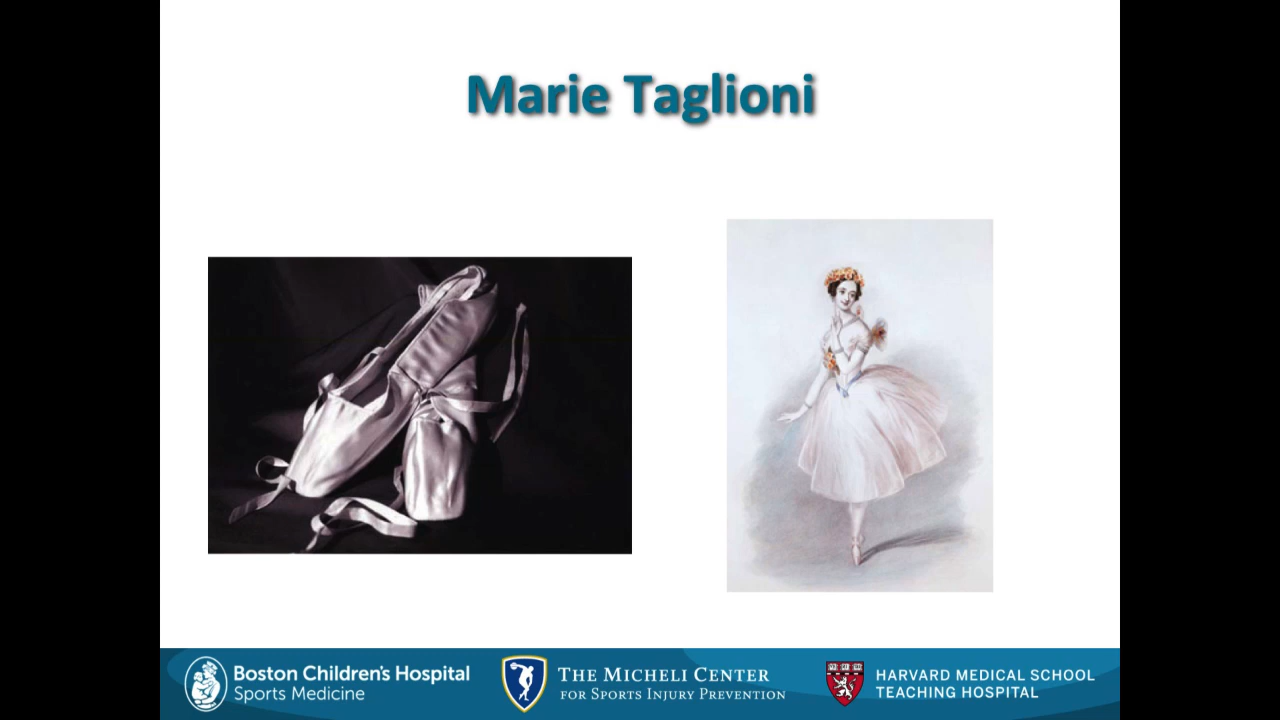 Marie Taglioni
Boston Children's Hospital
Sports Medicine
THE MICHELI CENTER
FOR SPORTS INJURY PREVENTION
HARVARD MEDICAL SCHOOL
TEACHING HOSPITAL